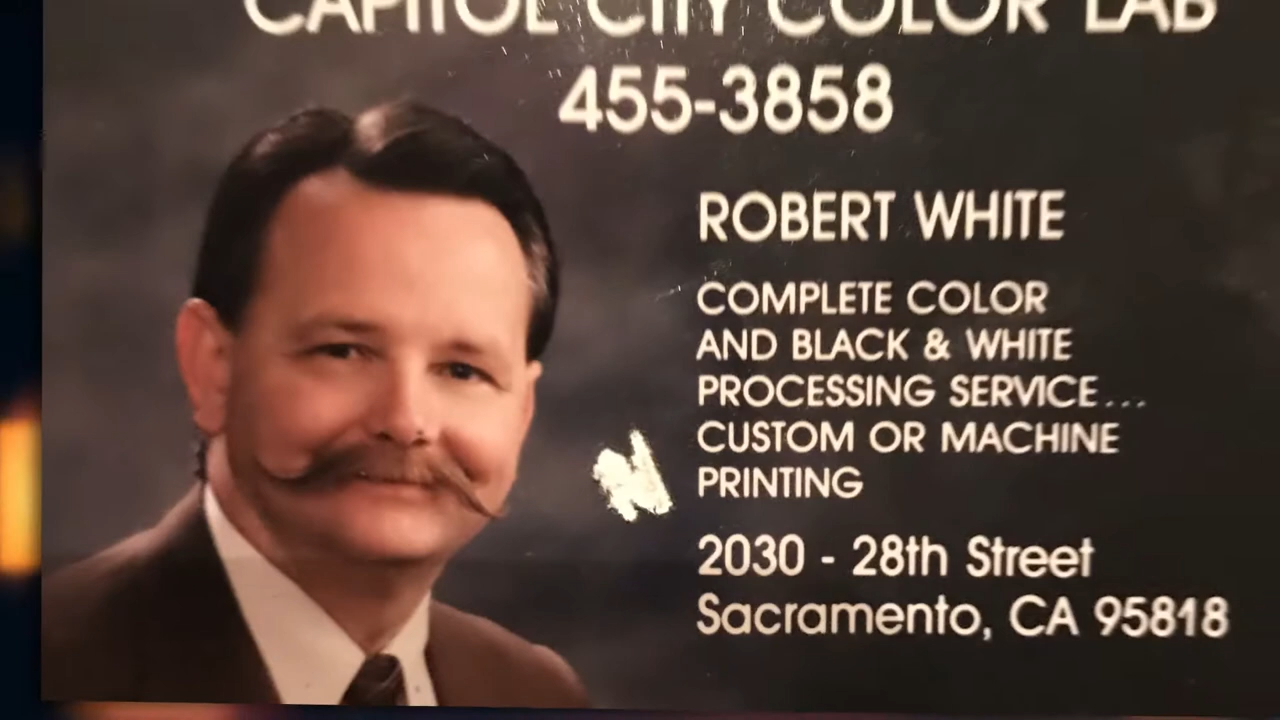 CAPITOL CITY COLOR LAB
455-3858
ROBERT WHITE
COMPLETE COLOR
AND BLACK & WHITE
PROCESSING SERVICE...
CUSTOM OR MACHINE
PRINTING
2030 - 28th Street
Sacramento, CA 95818